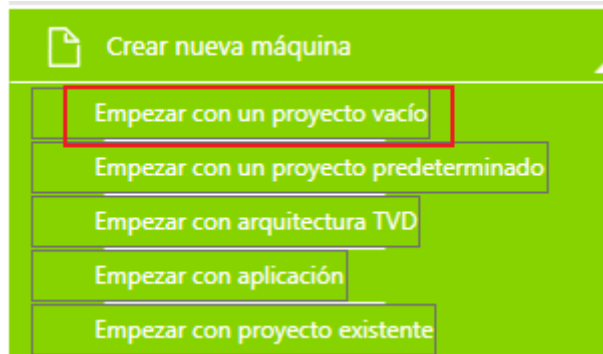 Crear nueva máquina
Empezar con un proyecto vacío
Empezar con un proyecto predeterminado
Empezar con arquitectura TVD
Empezar con aplicación
Empezar con proyecto existente